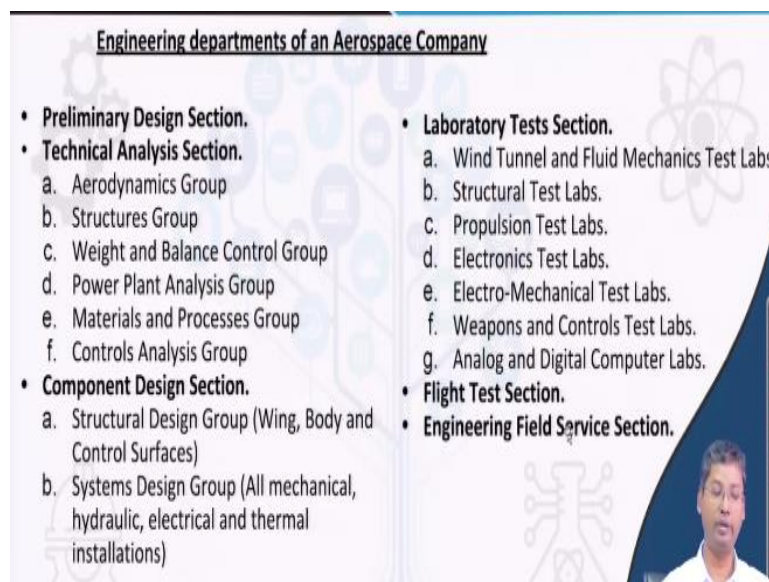 Engineering departments of an Aerospace Company
• Preliminary Design Section.
• Technical Analysis Section.
a. Aerodynamics Group
b. Structures Group
c. Weight and Balance Control Group
d. Power Plant Analysis Group
e. Materials and Processes Group
f. Controls Analysis Group
• Component Design Section.
a. Structural Design Group (Wing, Body and
Control Surfaces)
b. Systems Design Group (All mechanical,
hydraulic, electrical and thermal
installations)
• Laboratory Tests Section.
a. Wind Tunnel and Fluid Mechanics Test Labs
b. Structural Test Labs.
c. Propulsion Test Labs.
d. Electronics Test Labs.
e. Electro-Mechanical Test Labs.
f. Weapons and Controls Test Labs.
g. Analog and Digital Computer Labs.
• Flight Test Section.
• Engineering Field Service Section.